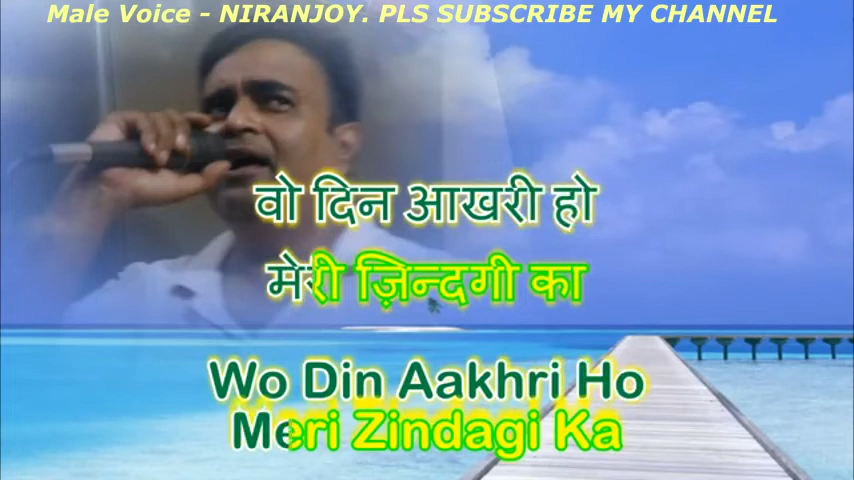 Male Voice - NIRANJOY. PLS SUBSCRIBE MY CHANNEL
वो दिन आखरी हो
मेरी ज़िन्दगी का
Wo Din Aakhri Ho
Meri Zindagi Ka